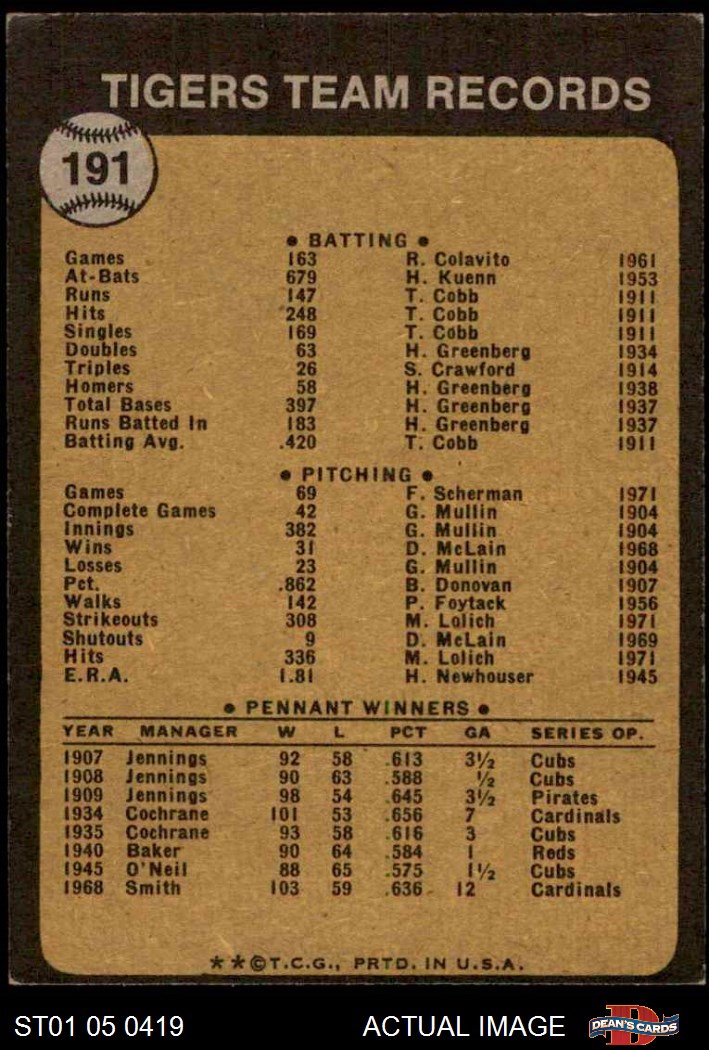 TIGERS TEAM RECORDS
191
● BATTING ●
Games 163 R. Colavito 1961
At-Bats 679 H. Kuenn 1953
Runs 147 T. Cobb 1911
Hits 248 T. Cobb 1911
Singles 169 T. Cobb 1911
Doubles 63 H. Greenberg 1934
Triples 26 S. Crawford 1914
Homers 58 H. Greenberg 1938
Total Bases 397 H. Greenberg 1937
Runs Batted In 183 H. Greenberg 1937
Batting Avg. .420 T. Cobb 1911
● PITCHING ●
Games 69 F. Scherman 1971
Complete Games 42 G. Mullin 1904
Innings 382 G. Mullin 1904
Wins 31 D. McLain 1968
Losses 23 G. Mullin 1904
Pct. .862 B. Donovan 1907
Walks 142 P. Foytack 1956
Strikeouts 308 M. Lolich 1971
Shutouts 9 D. McLain 1969
Hits 336 M. Lolich 1971
E.R.A. 1.81 H. Newhouser 1945
● PENNANT WINNERS ●
YEAR MANAGER W L PCT GA SERIES OP.
1907 Jennings 92 58 .613 3½ Cubs
1908 Jennings 90 63 .588 ½ Cubs
1909 Jennings 98 54 .645 3½ Pirates
1934 Cochrane 101 53 .656 7 Cardinals
1935 Cochrane 93 58 .616 3 Cubs
1940 Baker 90 64 .584 1 Reds
1945 O'Neil 88 65 .575 1½ Cubs
1968 Smith 103 59 .636 12 Cardinals
**©T.C.G., PRTD. IN U.S.A.
ST01 05 0419 ACTUAL IMAGE D DEAN'S CARDS